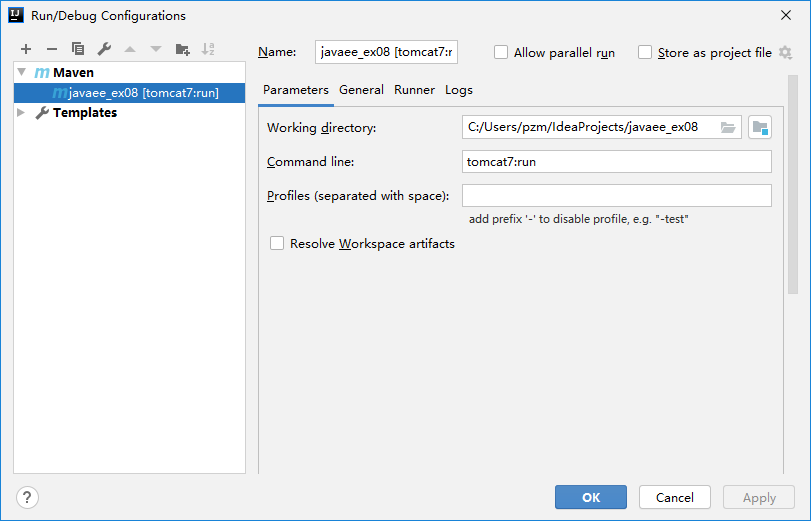 Run/Debug Configurations
Name: javaee_ex08 [tomcat7:r
Allow parallel run
Store as project file
Maven
javaee_ex08 [tomcat7:run]
Templates
Parameters General Runner Logs
Working directory: C:/Users/pzm/IdeaProjects/javaee_ex08
Command line: tomcat7:run
Profiles (separated with space):
add prefix '-' to disable profile, e.g. "-test"
Resolve Workspace artifacts
? OK Cancel Apply